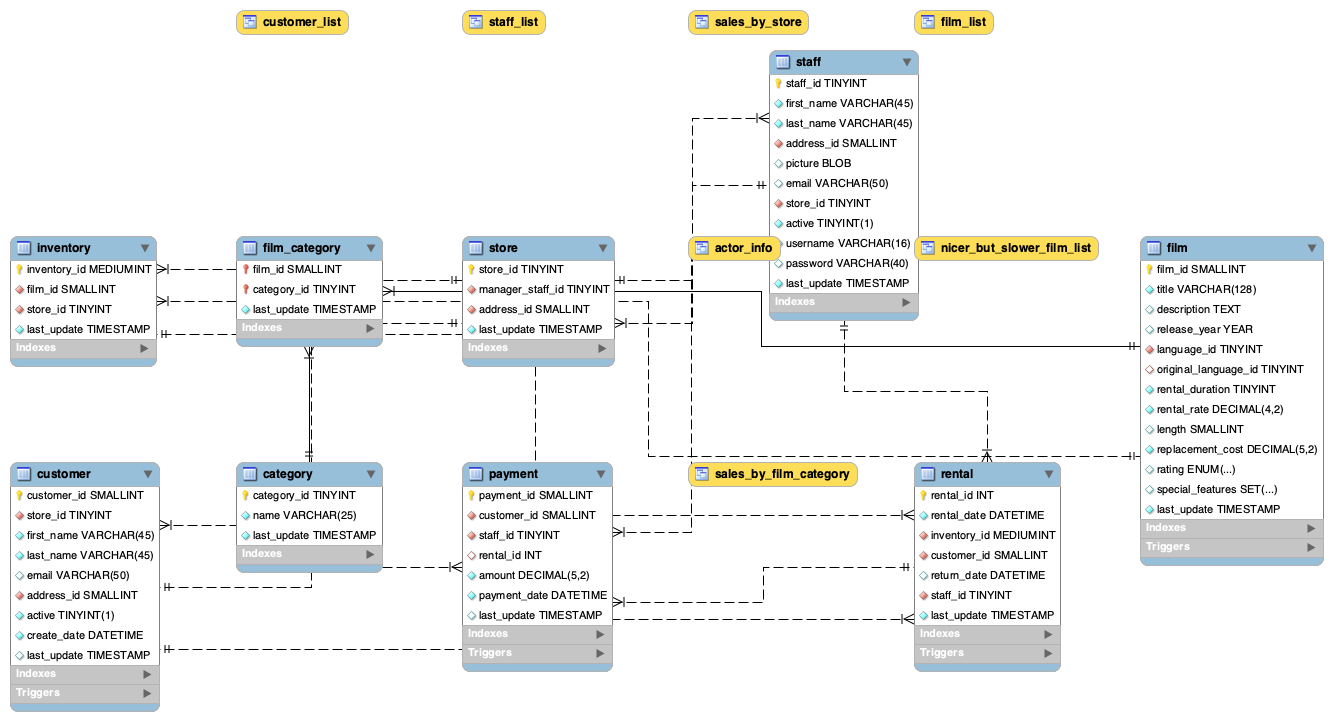 customer_list
staff_list
sales_by_store
film_list
staff
staff_id TINYINT
first_name VARCHAR(45)
last_name VARCHAR(45)
address_id SMALLINT
picture BLOB
email VARCHAR(50)
store_id TINYINT
active TINYINT(1)
username VARCHAR(16)
password VARCHAR(40)
last_update TIMESTAMP
Indexes
inventory
inventory_id MEDIUMINT
film_id SMALLINT
store_id TINYINT
last_update TIMESTAMP
Indexes
film_category
film_id SMALLINT
category_id TINYINT
last_update TIMESTAMP
Indexes
store
store_id TINYINT
manager_staff_id TINYINT
address_id SMALLINT
last_update TIMESTAMP
Indexes
actor_info
nicer_but_slower_film_list
film
film_id SMALLINT
title VARCHAR(128)
description TEXT
release_year YEAR
language_id TINYINT
original_language_id TINYINT
rental_duration TINYINT
rental_rate DECIMAL(4,2)
length SMALLINT
replacement_cost DECIMAL(5,2)
rating ENUM(...)
special_features SET(...)
last_update TIMESTAMP
Indexes
Triggers
customer
customer_id SMALLINT
store_id TINYINT
first_name VARCHAR(45)
last_name VARCHAR(45)
email VARCHAR(50)
address_id SMALLINT
active TINYINT(1)
create_date DATETIME
last_update TIMESTAMP
Indexes
Triggers
category
category_id TINYINT
name VARCHAR(25)
last_update TIMESTAMP
Indexes
payment
payment_id SMALLINT
customer_id SMALLINT
staff_id TINYINT
rental_id INT
amount DECIMAL(5,2)
payment_date DATETIME
last_update TIMESTAMP
Indexes
Triggers
sales_by_film_category
rental
rental_id INT
rental_date DATETIME
inventory_id MEDIUMINT
customer_id SMALLINT
return_date DATETIME
staff_id TINYINT
last_update TIMESTAMP
Indexes
Triggers